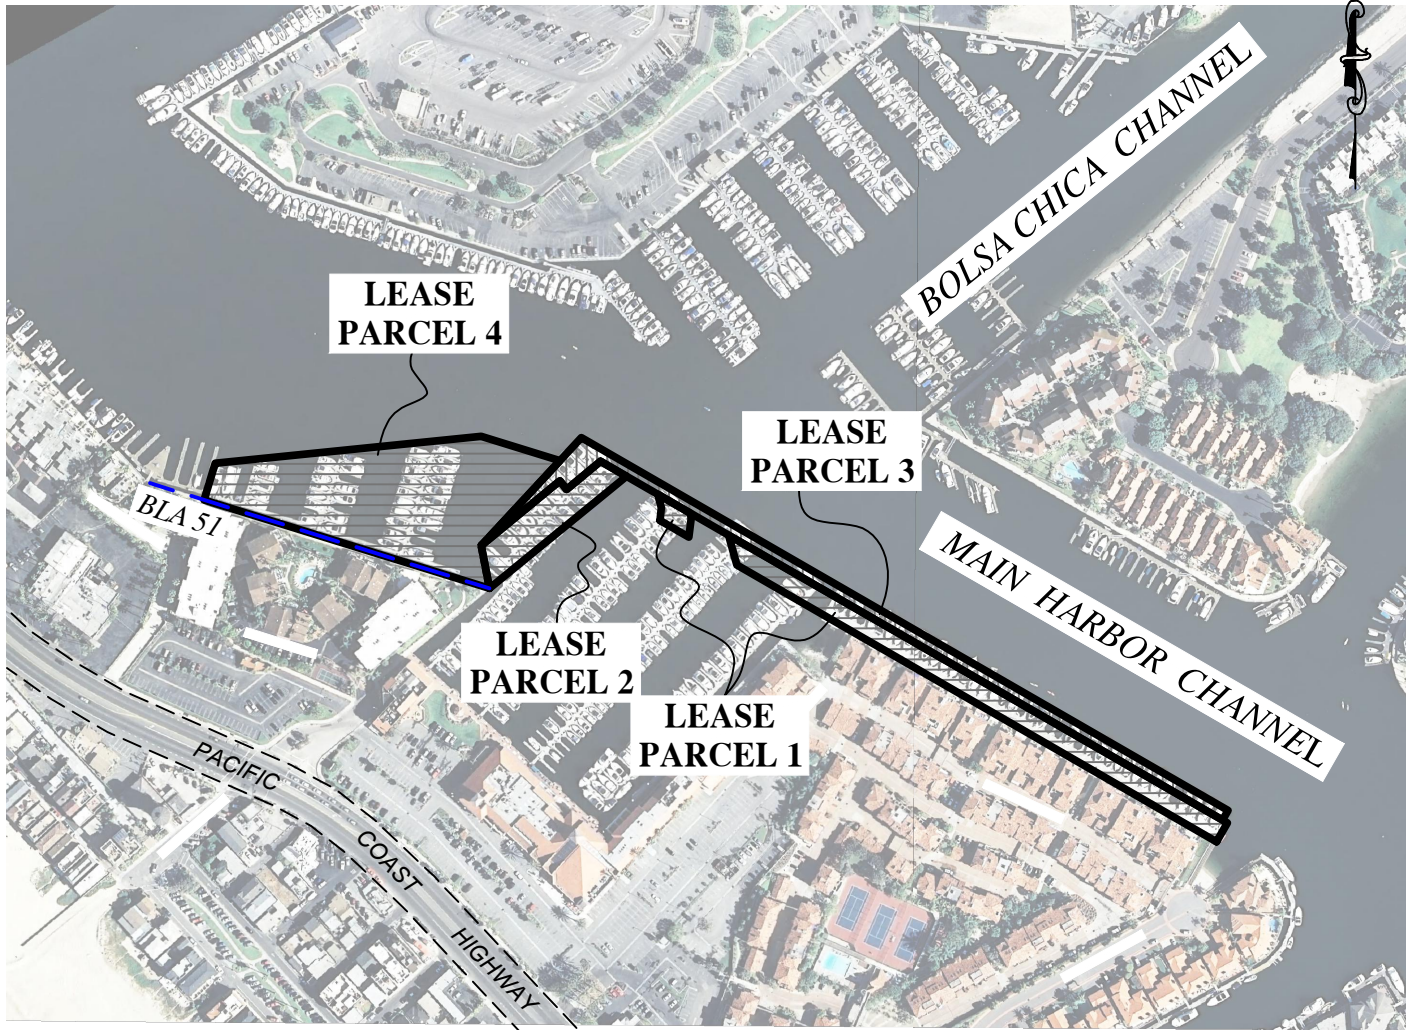 BOLSA CHICA CHANNEL
LEASE
PARCEL 4
LEASE
PARCEL 3
BLA 51
MAIN HARBOR CHANNEL
LEASE
PARCEL 2
LEASE
PARCEL 1
PACIFIC
COAST
HIGHWAY